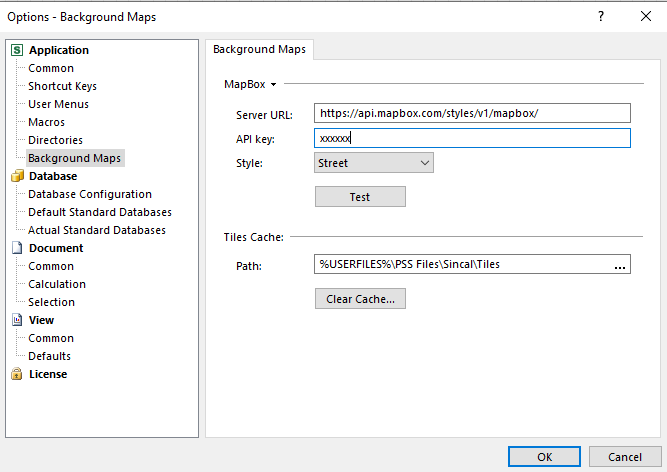 Options - Background Maps
?
Application
Common
Shortcut Keys
User Menus
Macros
Directories
Background Maps
Database
Database Configuration
Default Standard Databases
Actual Standard Databases
Document
Common
Calculation
Selection
View
Common
Defaults
License
Background Maps
MapBox
Server URL: https://api.mapbox.com/styles/v1/mapbox/
API key: xxxxxx
Style: Street
Test
Tiles Cache:
Path: %USERFILES%\PSS Files\Sincal\Tiles ...
Clear Cache...
OK Cancel